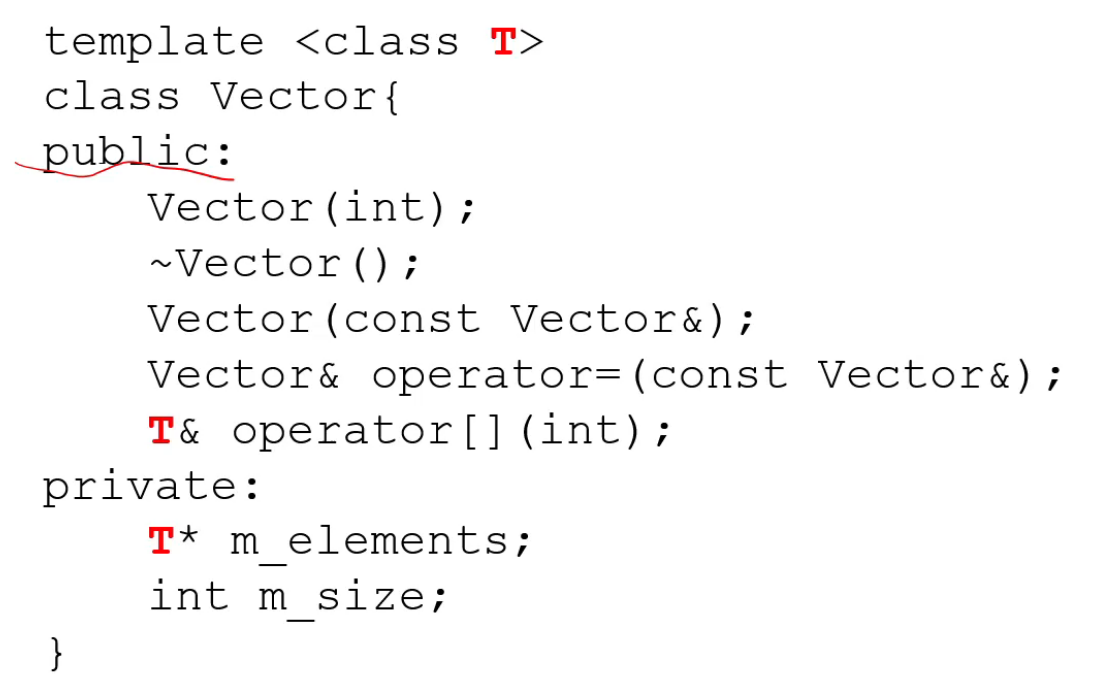 template <class T>
class Vector{
public:
Vector(int);
~Vector();
Vector(const Vector&);
Vector& operator=(const Vector&);
T& operator[](int);
private:
T* m_elements;
int m_size;
}